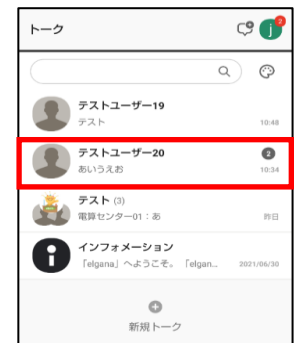 トーク
j
2
テストユーザー19
テスト
10:48
テストユーザー20
2
あいうえお
10:34
テスト (3)
電算センター01：あ
昨日
インフォメーション
「elgana」へようこそ。「elgan...
2021/06/30
新規トーク